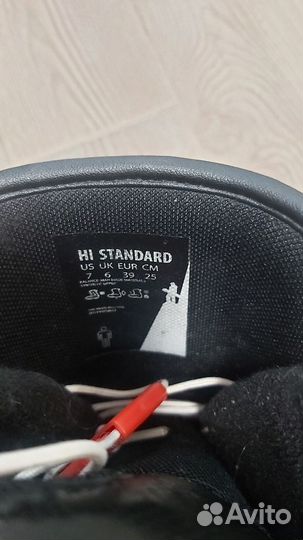 HI STANDARD
US UK EUR CM
7 6 39 25
Avito